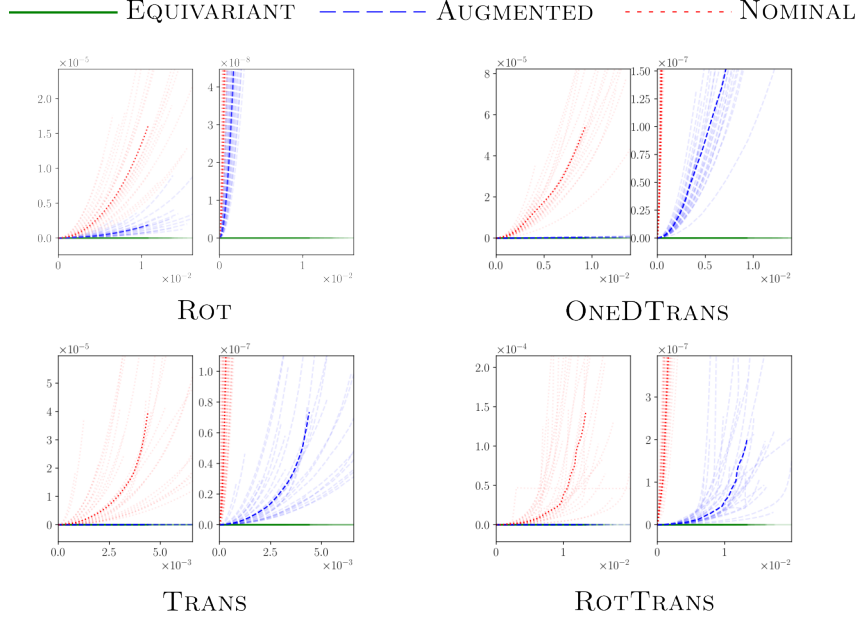 EQUIVARIANT AUGMENTED NOMINAL
×10⁻⁵ ×10⁻⁸ ×10⁻⁵ ×10⁻⁷
2.0 1.5 1.0 0.5 0.0
4 3 2 1 0
8 5 2 0
1.50 1.25 1.00 0.75 0.50 0.25 0.00
0 1 0 1 0.0 0.5 1.0 0.0 0.5 1.0
×10⁻² ×10⁻² ×10⁻² ×10⁻²
ROT ONEDTRANS
×10⁻⁵ ×10⁻⁷ ×10⁻⁴ ×10⁻⁷
5 4 3 2 1 0
1.0 0.8 0.6 0.4 0.2 0.0
2.0 1.6 1.2 0.8 0.4 0.0
3 2 1 0
0.0 2.5 5.0 0.0 2.5 5.0 0 1 0 1
×10⁻³ ×10⁻³ ×10⁻² ×10⁻²
TRANS ROTTRANS